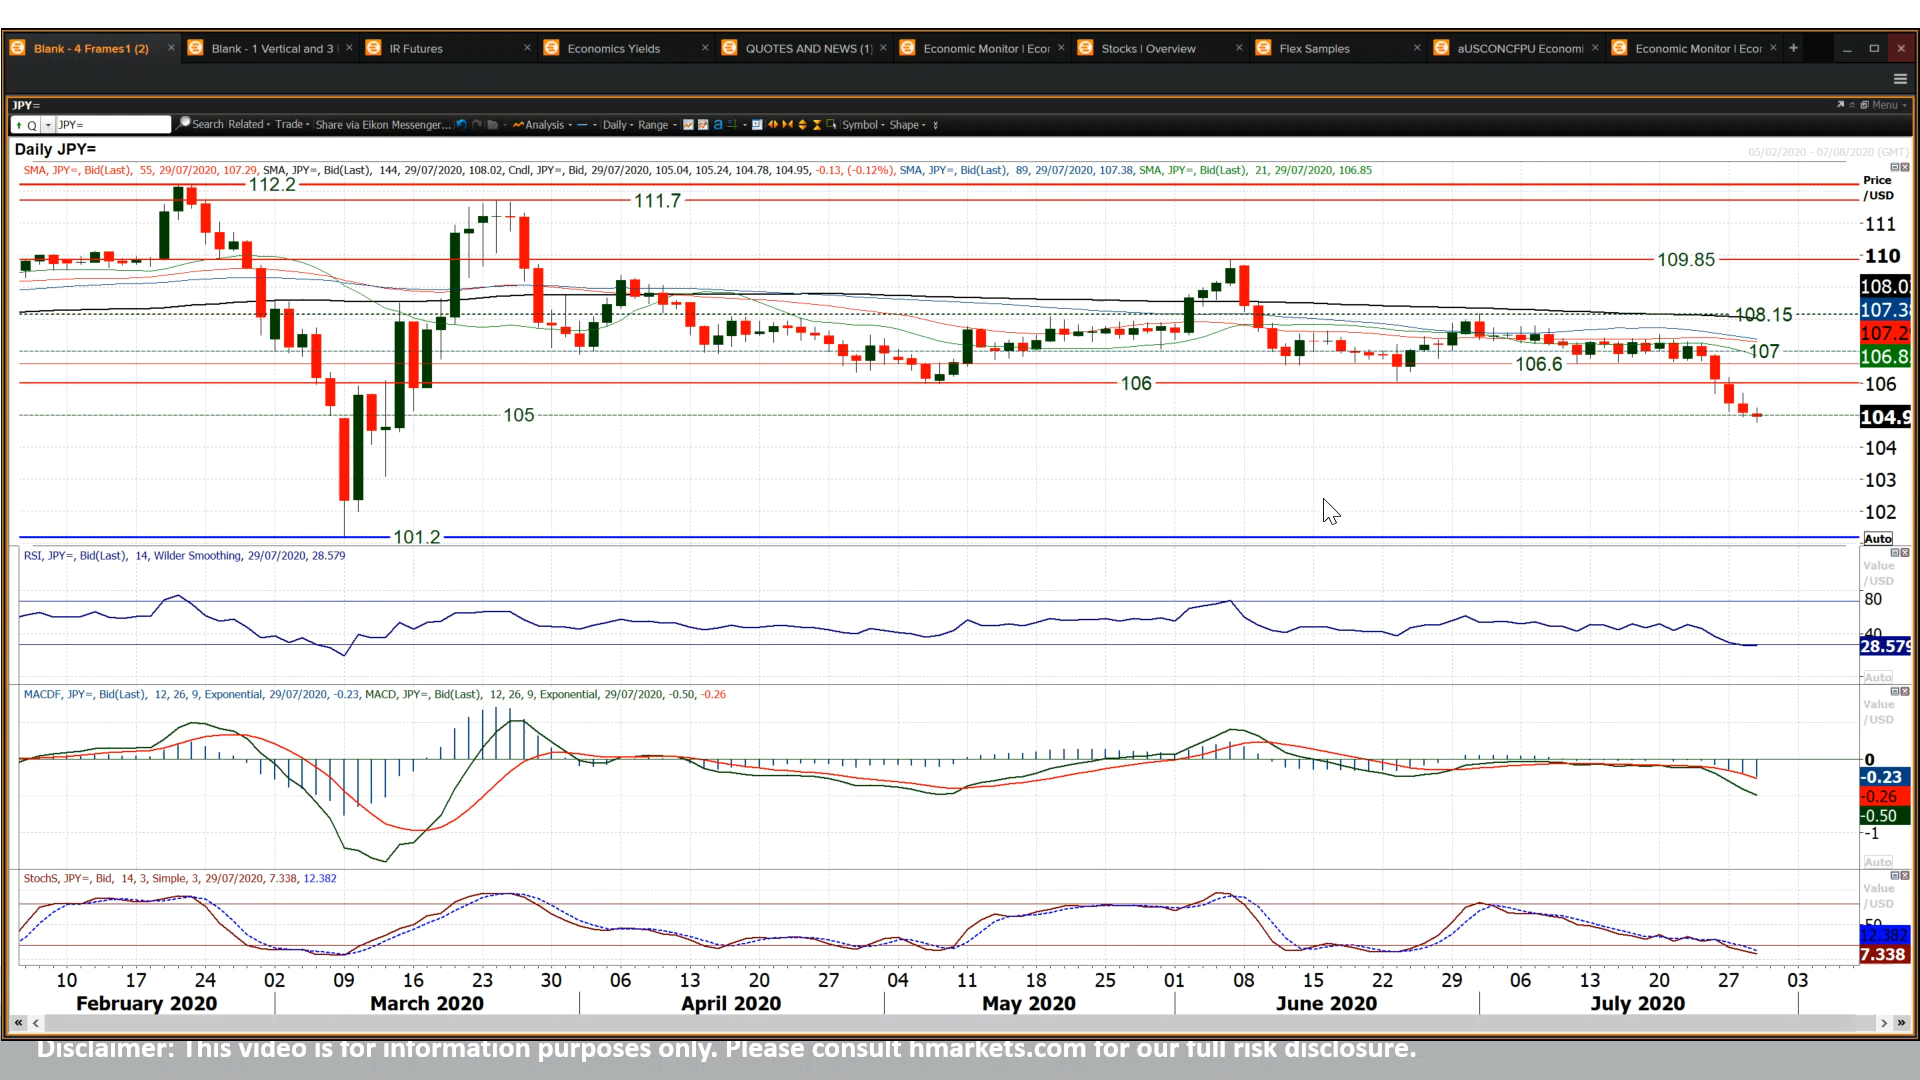 Blank - 4 Frames1 (2) Blank - 1 Vertical and 3 IR Futures Economics Yields QUOTES AND NEWS (1) Economic Monitor | Ecor Stocks | Overview Flex Samples aUSCONCFPU Economi Economic Monitor | Ecor
JPY=
Menu
Q JPY= Search Related Trade Share via Eikon Messenger... Analysis Daily Range a Symbol Shape
Daily JPY=
05/02/2020 - 07/08/2020 (GMT)
SMA, JPY=, Bid(Last), 55, 29/07/2020, 107.29, SMA, JPY=, Bid(Last), 144, 29/07/2020, 108.02, Cndl, JPY=, Bid, 29/07/2020, 105.04, 105.24, 104.78, 104.95, -0.13, (-0.12%), SMA, JPY=, Bid(Last), 89, 29/07/2020, 107.38, SMA, JPY=, Bid(Last), 21, 29/07/2020, 106.85
Price
/USD
112.2
111.7
111
110
109.85
108.0
107.38
108.15
107.2
107
106.8
106.6
106
106
105
104.9
104
103
102
101.2
Auto
RSI, JPY=, Bid(Last), 14, Wilder Smoothing, 29/07/2020, 28.579
Value
/USD
80
40
28.579
Auto
MACDF, JPY=, Bid(Last), 12, 26, 9, Exponential, 29/07/2020, -0.23, MACD, JPY=, Bid(Last), 12, 26, 9, Exponential, 29/07/2020, -0.50, -0.26
Value
/USD
0
-0.23
-0.26
-0.50
-1
Auto
StochS, JPY=, Bid, 14, 3, Simple, 3, 29/07/2020, 7.338, 12.382
Value
/USD
50
12.382
7.338
10 17 24 02 09 16 23 30 06 13 20 27 04 11 18 25 01 08 15 22 29 06 13 20 27 03
February 2020 March 2020 April 2020 May 2020 June 2020 July 2020
Disclaimer: This video is for information purposes only. Please consult hmarkets.com for our full risk disclosure.